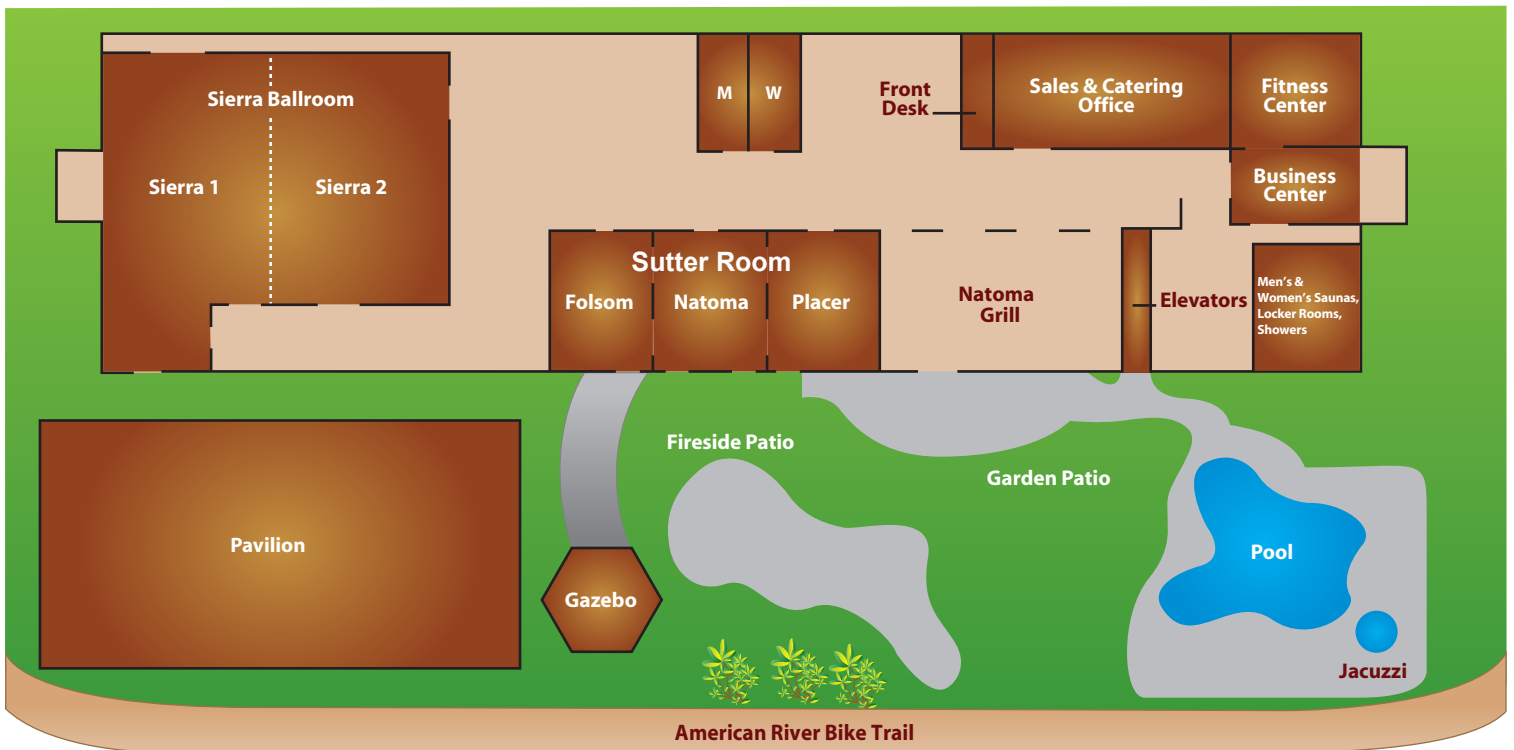 Sierra Ballroom
Sierra 1
Sierra 2
M
W
Front
Desk
Sales & Catering
Office
Fitness
Center
Business
Center
Sutter Room
Folsom
Natoma
Placer
Natoma
Grill
Elevators
Men's &
Women's Saunas,
Locker Rooms,
Showers
Fireside Patio
Garden Patio
Pavilion
Gazebo
Pool
Jacuzzi
American River Bike Trail